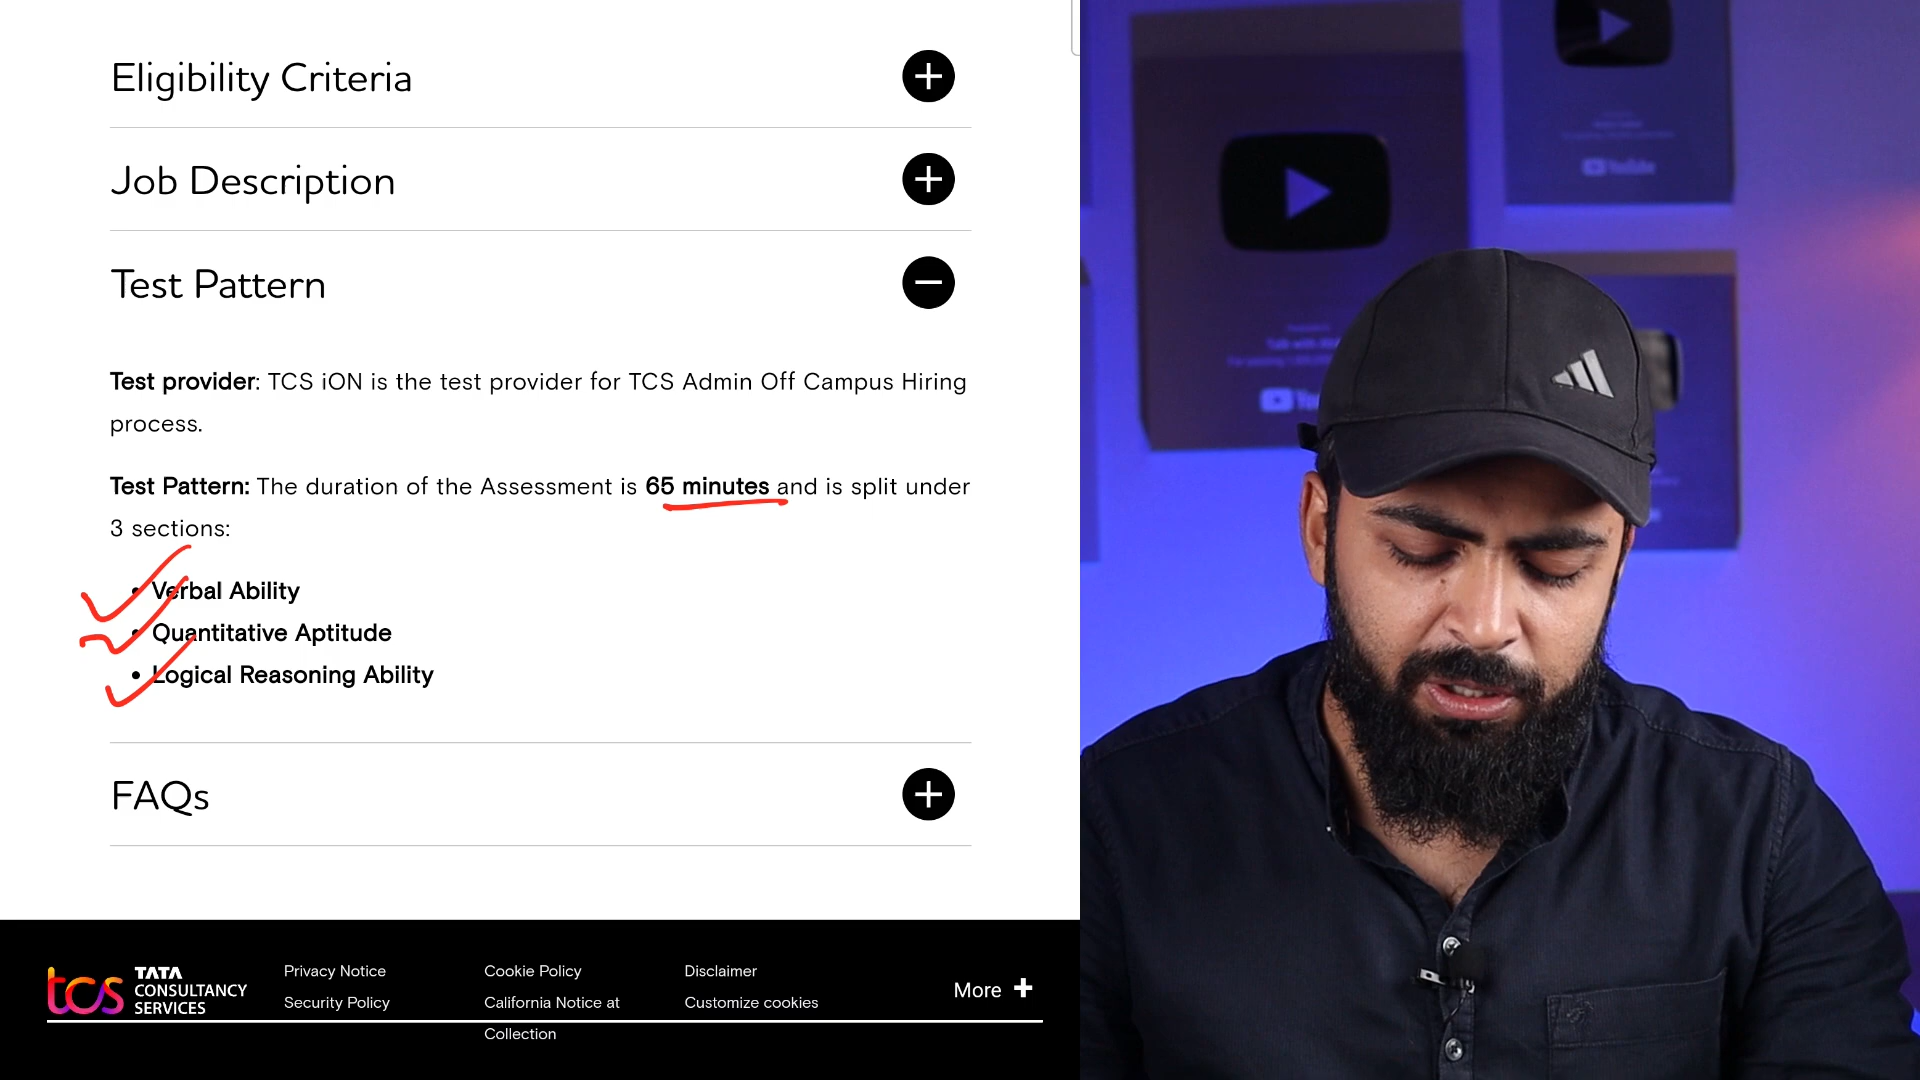 Eligibility Criteria
Job Description
Test Pattern
Test provider: TCS iON is the test provider for TCS Admin Off Campus Hiring
process.
Test Pattern: The duration of the Assessment is 65 minutes and is split under
3 sections:
• Verbal Ability
• Quantitative Aptitude
• Logical Reasoning Ability
FAQs
tcs TATA
CONSULTANCY
SERVICES
Privacy Notice
Security Policy
Cookie Policy
California Notice at
Collection
Disclaimer
Customize cookies
More
YouTube